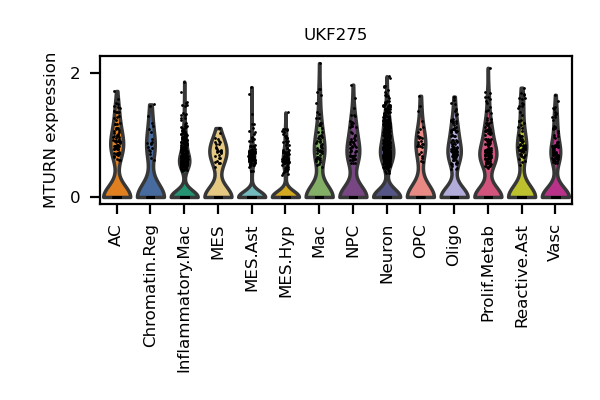 UKF275
MTURN expression
2
0
AC
Chromatin.Reg
Inflammatory.Mac
MES
MES.Ast
MES.Hyp
Mac
NPC
Neuron
OPC
Oligo
Prolif.Metab
Reactive.Ast
Vasc